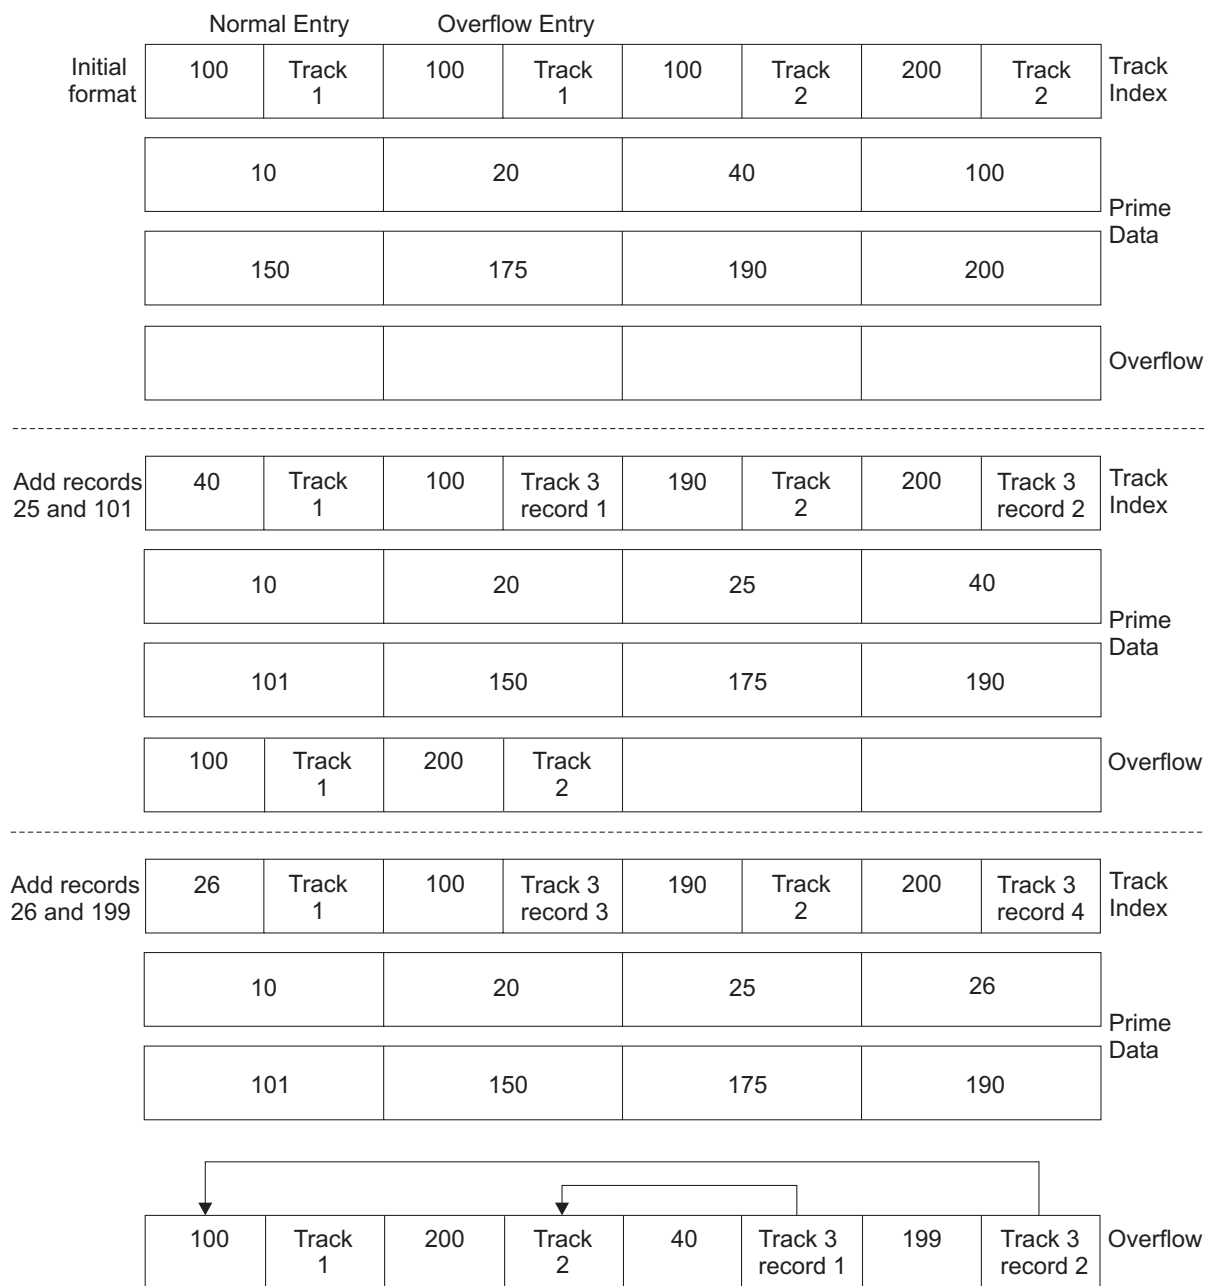 Normal Entry Overflow Entry
Initial format 100 Track 1 100 Track 1 100 Track 2 200 Track 2 Track Index
10 20 40 100
Prime Data
150 175 190 200
Overflow
Add records 25 and 101 40 Track 1 100 Track 3 record 1 190 Track 2 200 Track 3 record 2 Track Index
10 20 25 40
Prime Data
101 150 175 190
100 Track 1 200 Track 2 Overflow
Add records 26 and 199 26 Track 1 100 Track 3 record 3 190 Track 2 200 Track 3 record 4 Track Index
10 20 25 26
Prime Data
101 150 175 190
100 Track 1 200 Track 2 40 Track 3 record 1 199 Track 3 record 2 Overflow